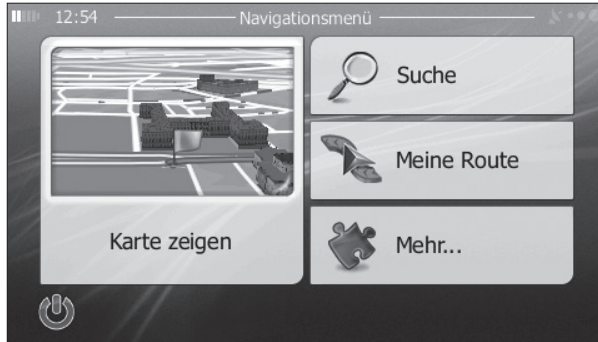 12:54
Navigationsmenü
Suche
Meine Route
Karte zeigen
Mehr...